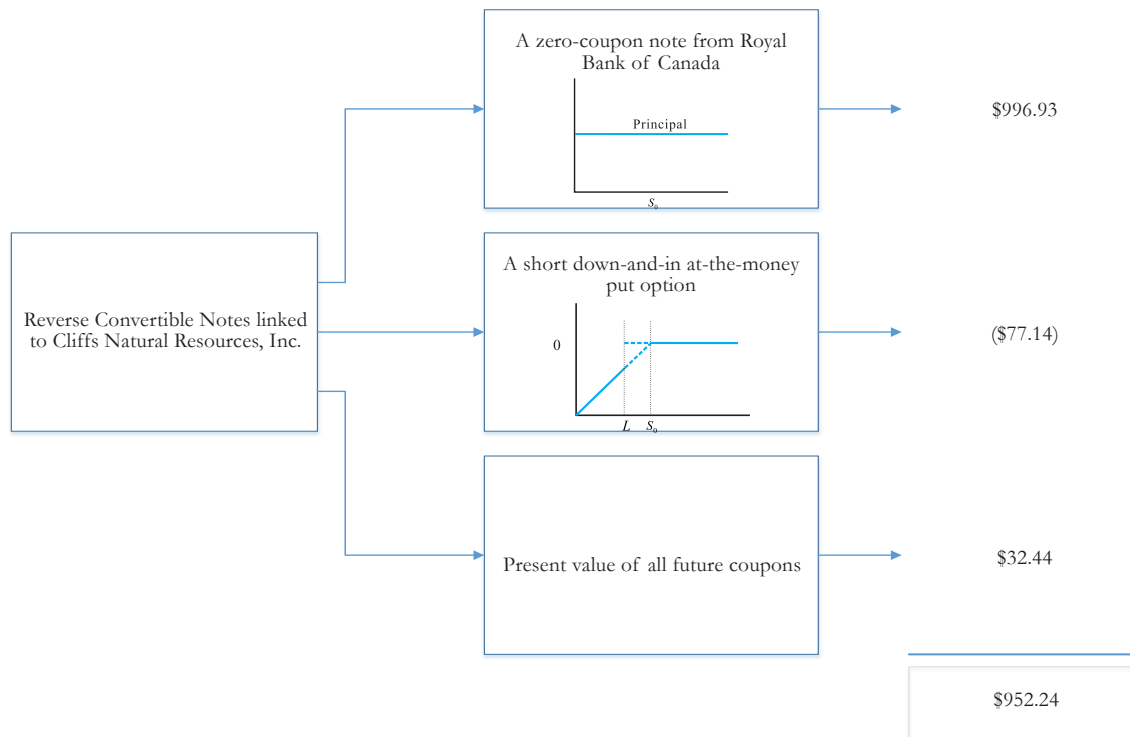 A zero-coupon note from Royal
Bank of Canada
Principal
S₀
$996.93
Reverse Convertible Notes linked
to Cliffs Natural Resources, Inc.
A short down-and-in at-the-money
put option
0
L S₀
($77.14)
Present value of all future coupons
$32.44
$952.24